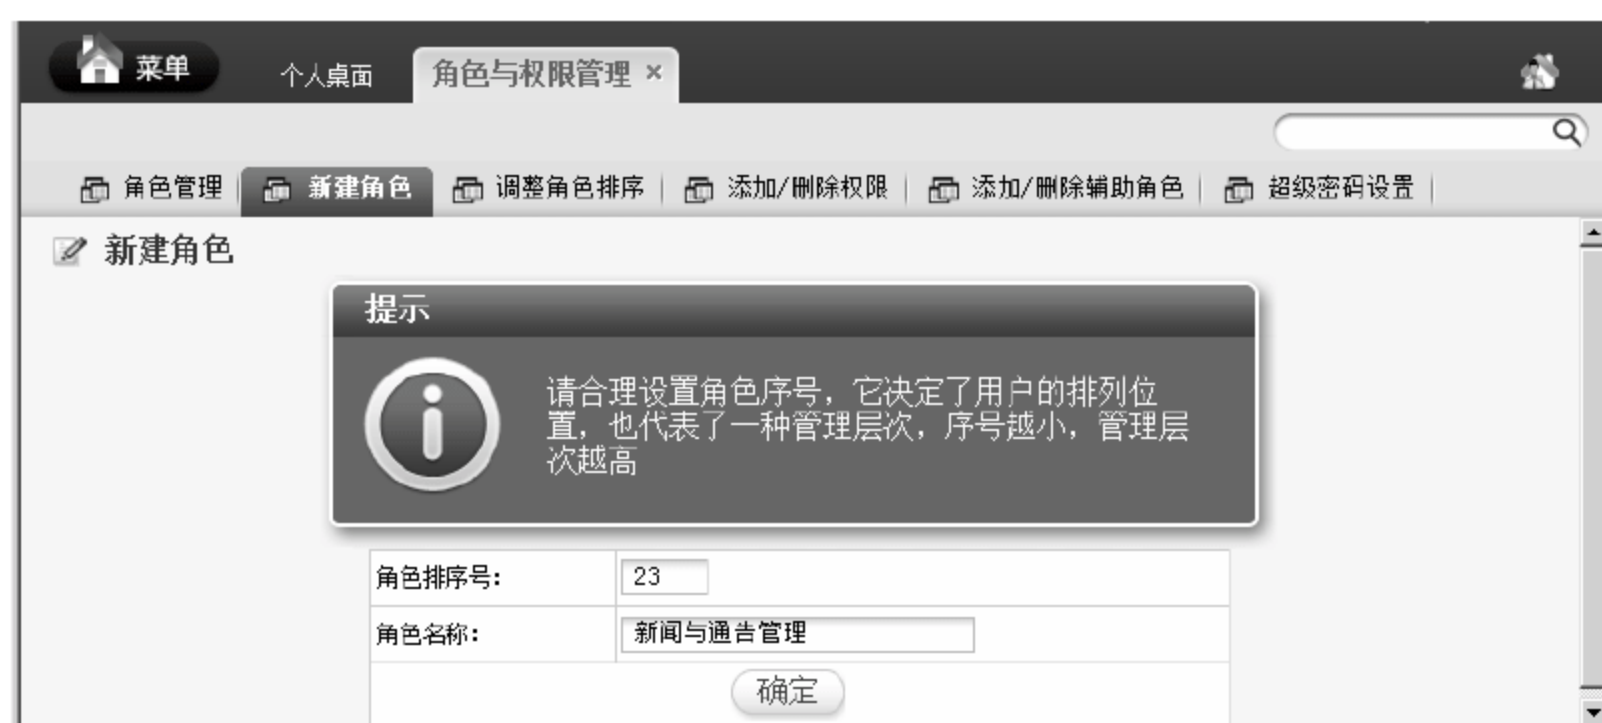 菜单 个人桌面 角色与权限管理 ×
角色管理 新建角色 调整角色排序 添加/删除权限 添加/删除辅助角色 超级密码设置
新建角色
提示
请合理设置角色序号，它决定了用户的排列位
置，也代表了一种管理层次，序号越小，管理层
次越高
角色排序号： 23
角色名称： 新闻与通告管理
确定